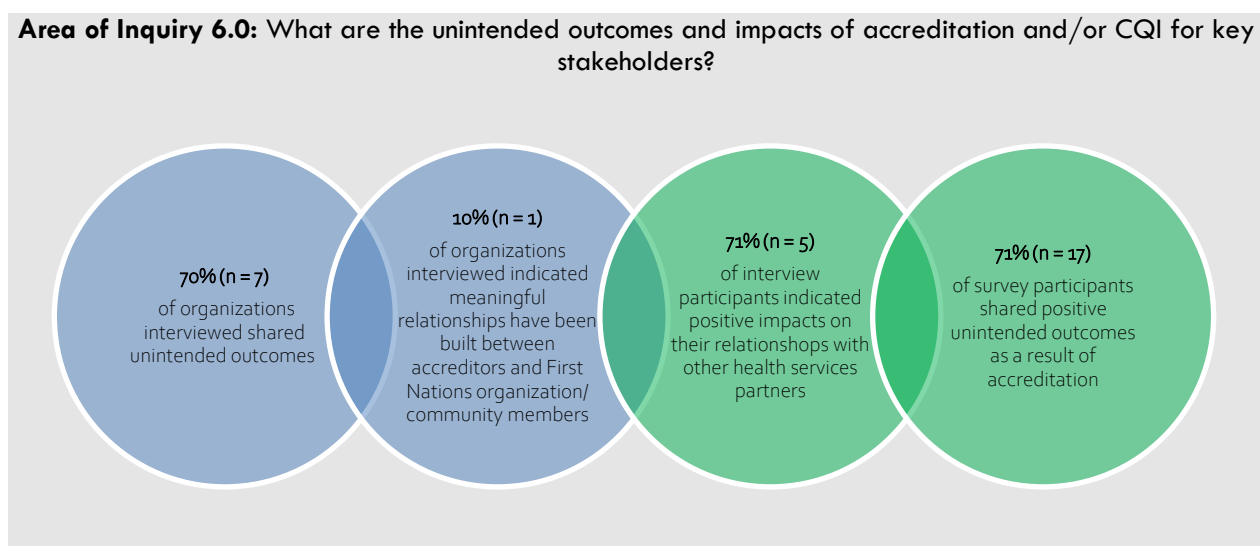 Area of Inquiry 6.0: What are the unintended outcomes and impacts of accreditation and/or CQI for key
stakeholders?
70% (n = 7)
of organizations
interviewed shared
unintended outcomes
10% (n = 1)
of organizations
interviewed indicated
meaningful
relationships have been
built between
accreditors and First
Nations organization/
community members
71% (n = 5)
of interview
participants indicated
positive impacts on
their relationshops with
other health services
partners
71% (n = 17)
of survey participants
shared positive
unintended outcomes
as a result of
accreditation